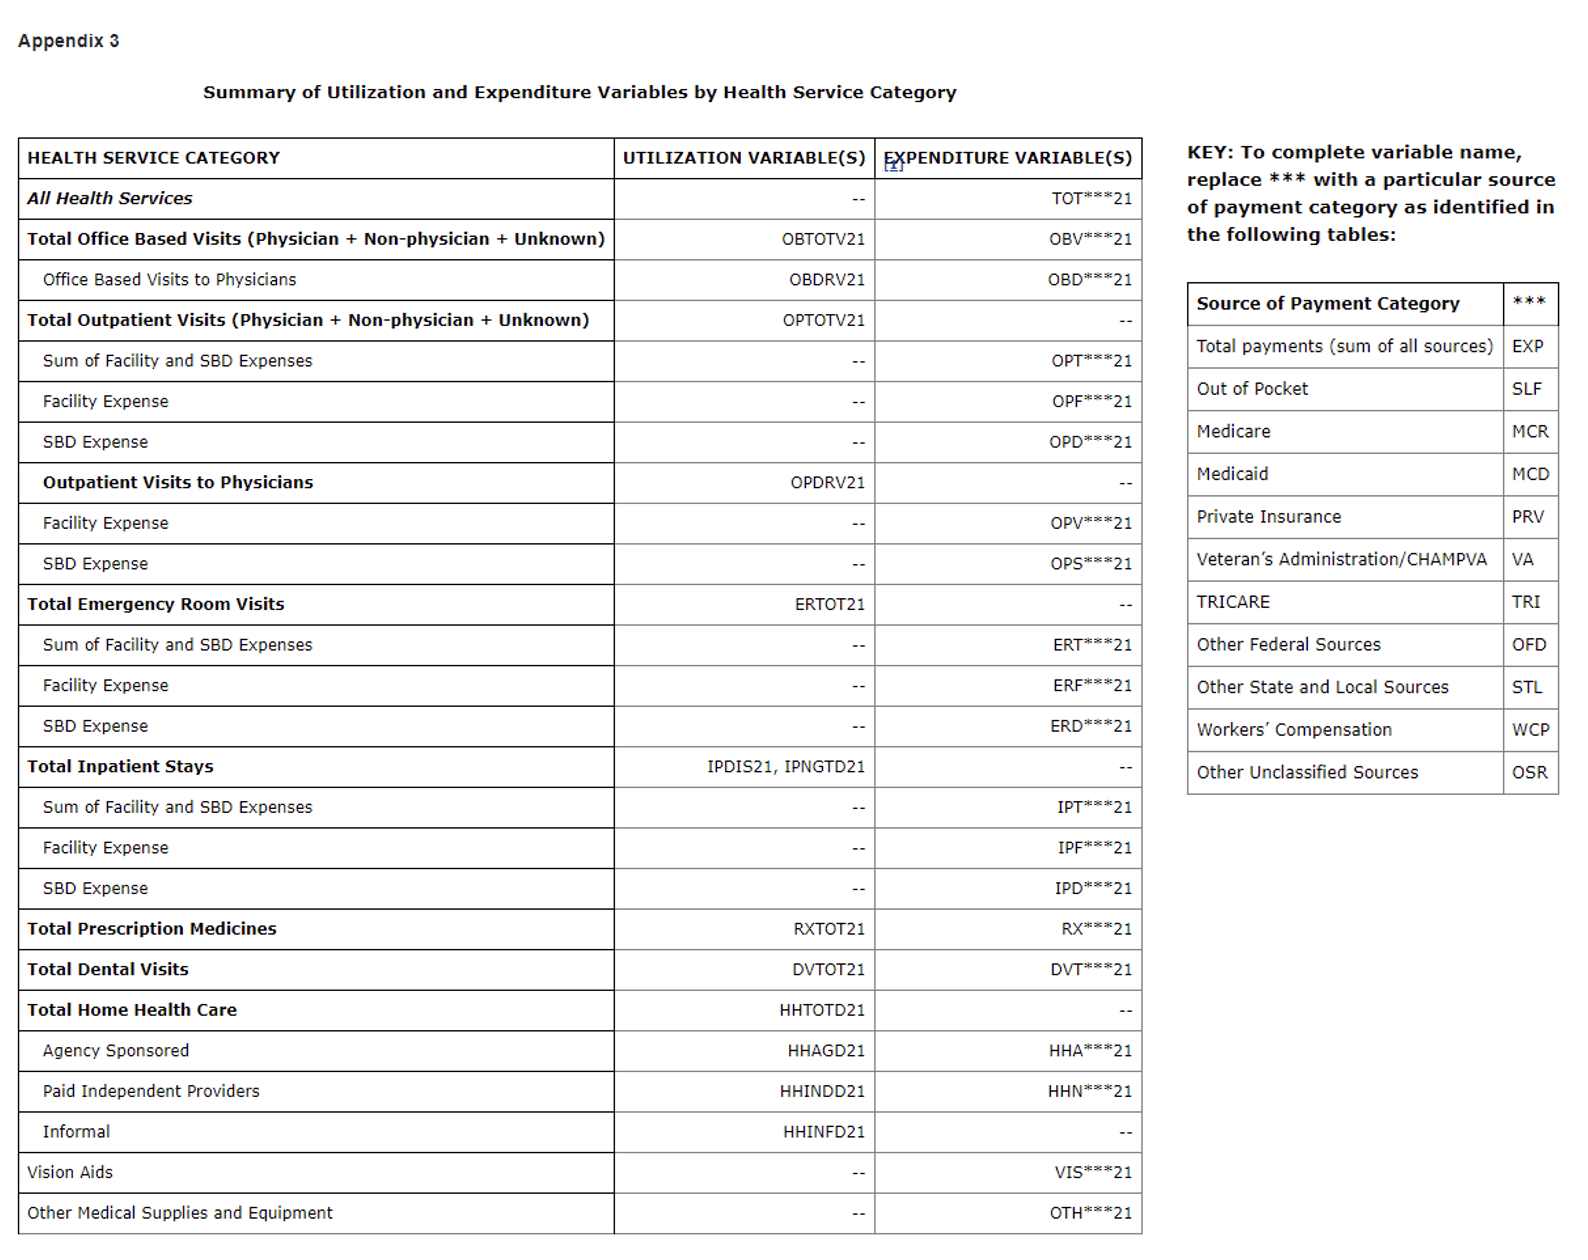 Appendix 3
Summary of Utilization and Expenditure Variables by Health Service Category
HEALTH SERVICE CATEGORY UTILIZATION VARIABLE(S) EXPENDITURE VARIABLE(S)
[1]
All Health Services -- TOT***21
Total Office Based Visits (Physician + Non-physician + Unknown) OBTOTV21 OBV***21
Office Based Visits to Physicians OBDRV21 OBD***21
Total Outpatient Visits (Physician + Non-physician + Unknown) OPTOTV21 --
Sum of Facility and SBD Expenses -- OPT***21
Facility Expense -- OPF***21
SBD Expense -- OPD***21
Outpatient Visits to Physicians OPDRV21 --
Facility Expense -- OPV***21
SBD Expense -- OPS***21
Total Emergency Room Visits ERTOT21 --
Sum of Facility and SBD Expenses -- ERT***21
Facility Expense -- ERF***21
SBD Expense -- ERD***21
Total Inpatient Stays IPDIS21, IPNGTD21 --
Sum of Facility and SBD Expenses -- IPT***21
Facility Expense -- IPF***21
SBD Expense -- IPD***21
Total Prescription Medicines RXTOT21 RX***21
Total Dental Visits DVTOT21 DVT***21
Total Home Health Care HHTOTD21 --
Agency Sponsored HHAGD21 HHA***21
Paid Independent Providers HHINDD21 HHN***21
Informal HHINFD21 --
Vision Aids -- VIS***21
Other Medical Supplies and Equipment -- OTH***21
KEY: To complete variable name,
replace *** with a particular source
of payment category as identified in
the following tables:
Source of Payment Category ***
Total payments (sum of all sources) EXP
Out of Pocket SLF
Medicare MCR
Medicaid MCD
Private Insurance PRV
Veteran’s Administration/CHAMPVA VA
TRICARE TRI
Other Federal Sources OFD
Other State and Local Sources STL
Workers’ Compensation WCP
Other Unclassified Sources OSR